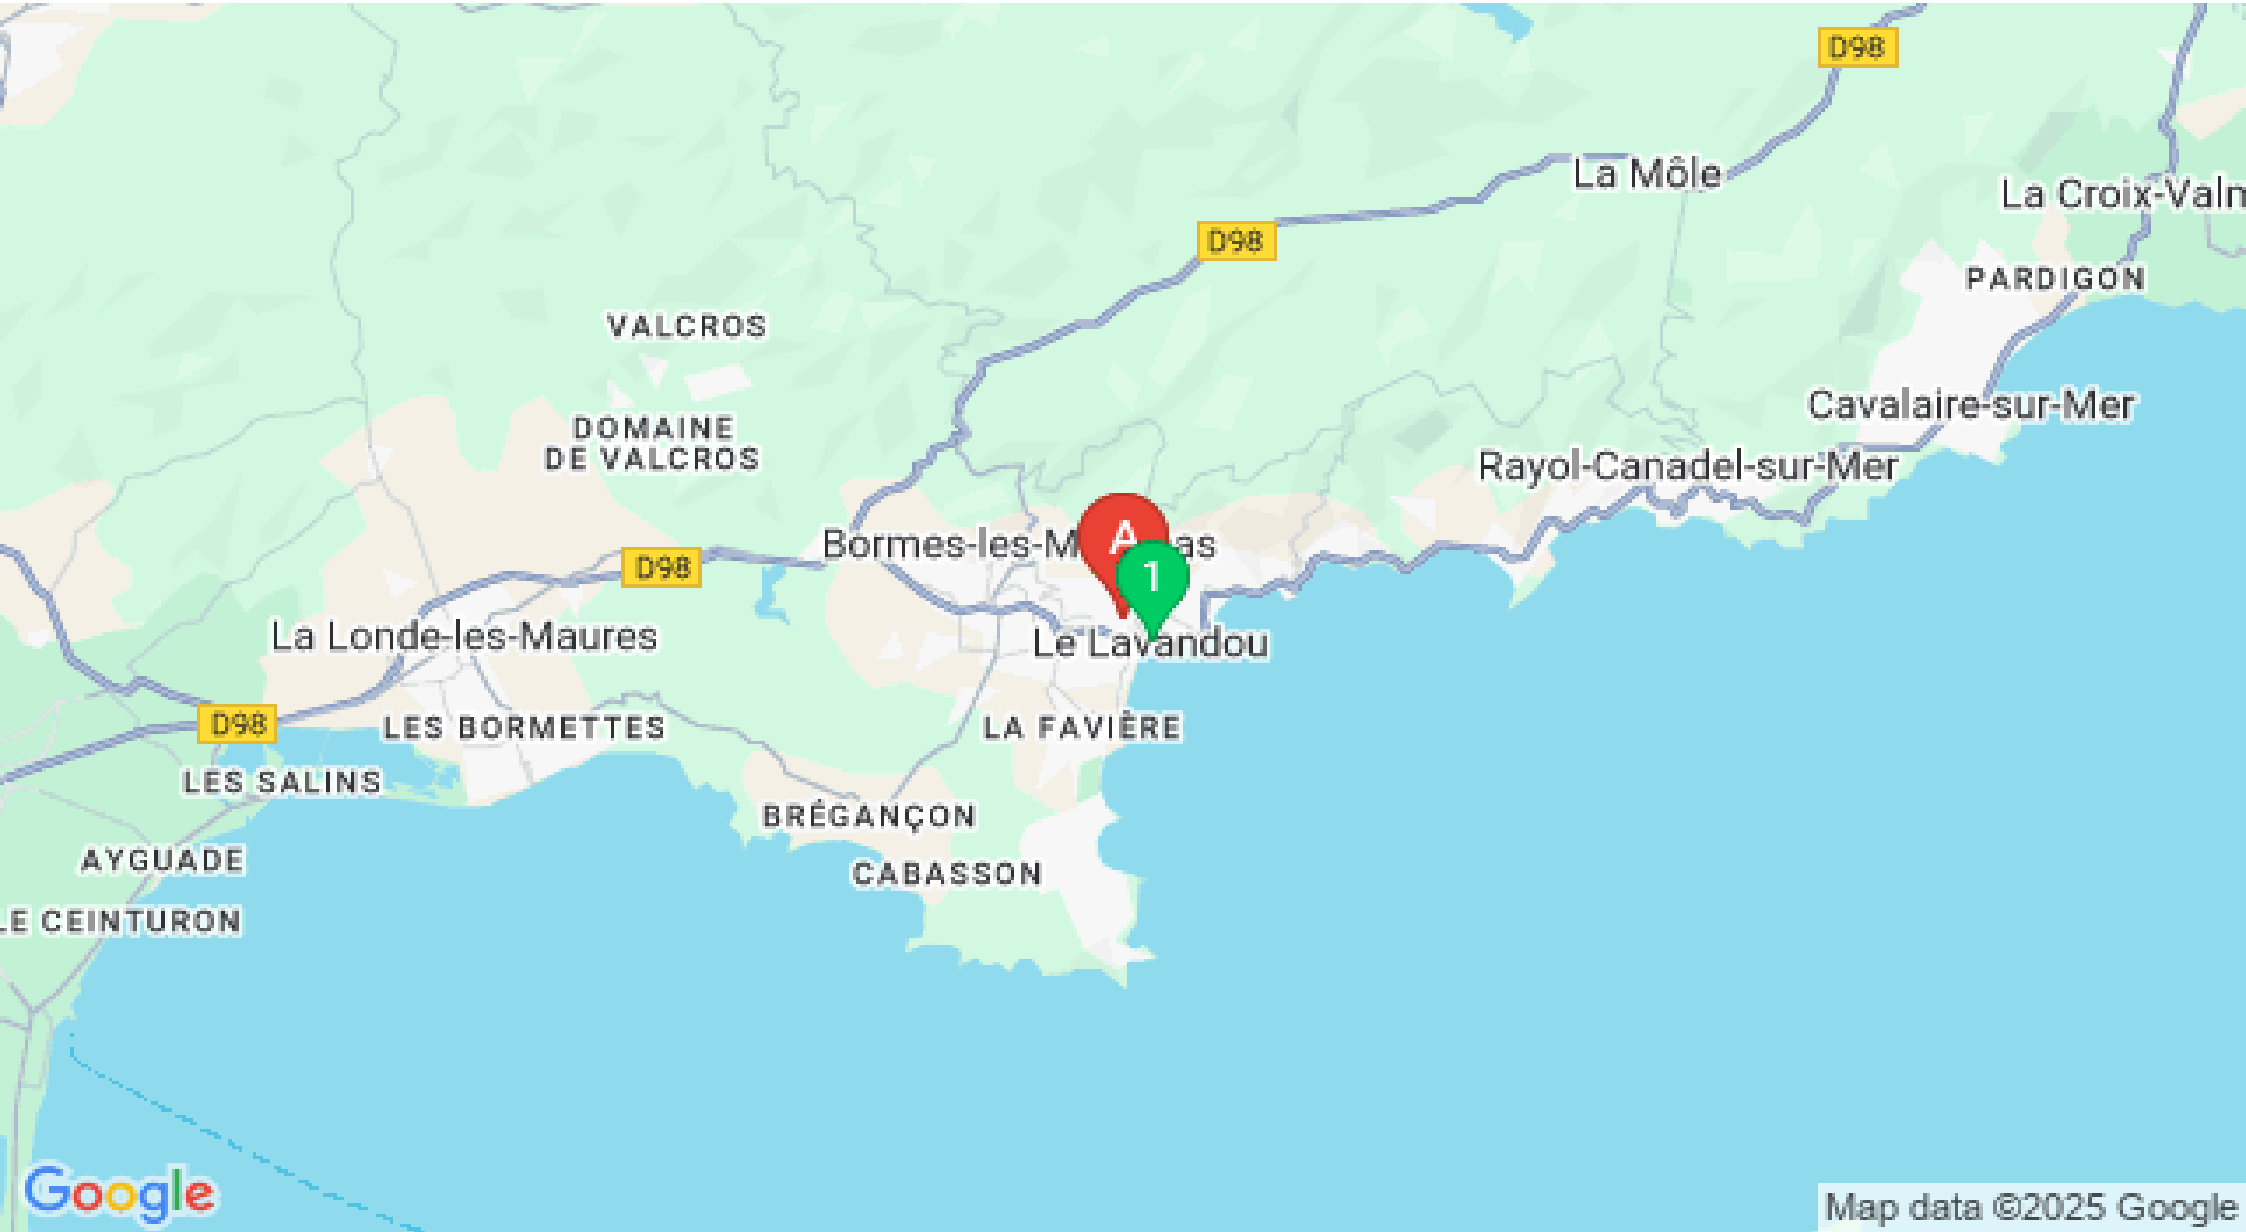 D98
La Môle
La Croix-Valm
D98
PARDIGON
VALCROS
Cavalaire-sur-Mer
DOMAINE
DE VALCROS
Rayol-Canadel-sur-Mer
A
Bormes-les-M as
D98
1
La Londe-les-Maures
Le Lavandou
D98
LES BORMETTES
LA FAVIÈRE
LES SALINS
BRÉGANÇON
AYGUADE
CABASSON
LE CEINTURON
Google
Map data ©2025 Google